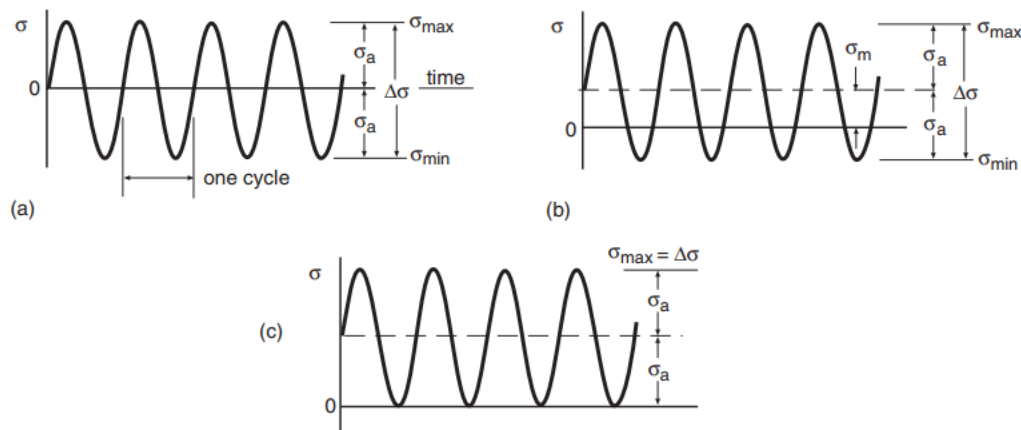 σ
σmax
σa
time
0
Δσ
σa
σmin
one cycle
(a)
σ
σmax
σm
σa
Δσ
0
σa
σmin
(b)
σmax = Δσ
σ
σa
(c)
σa
0